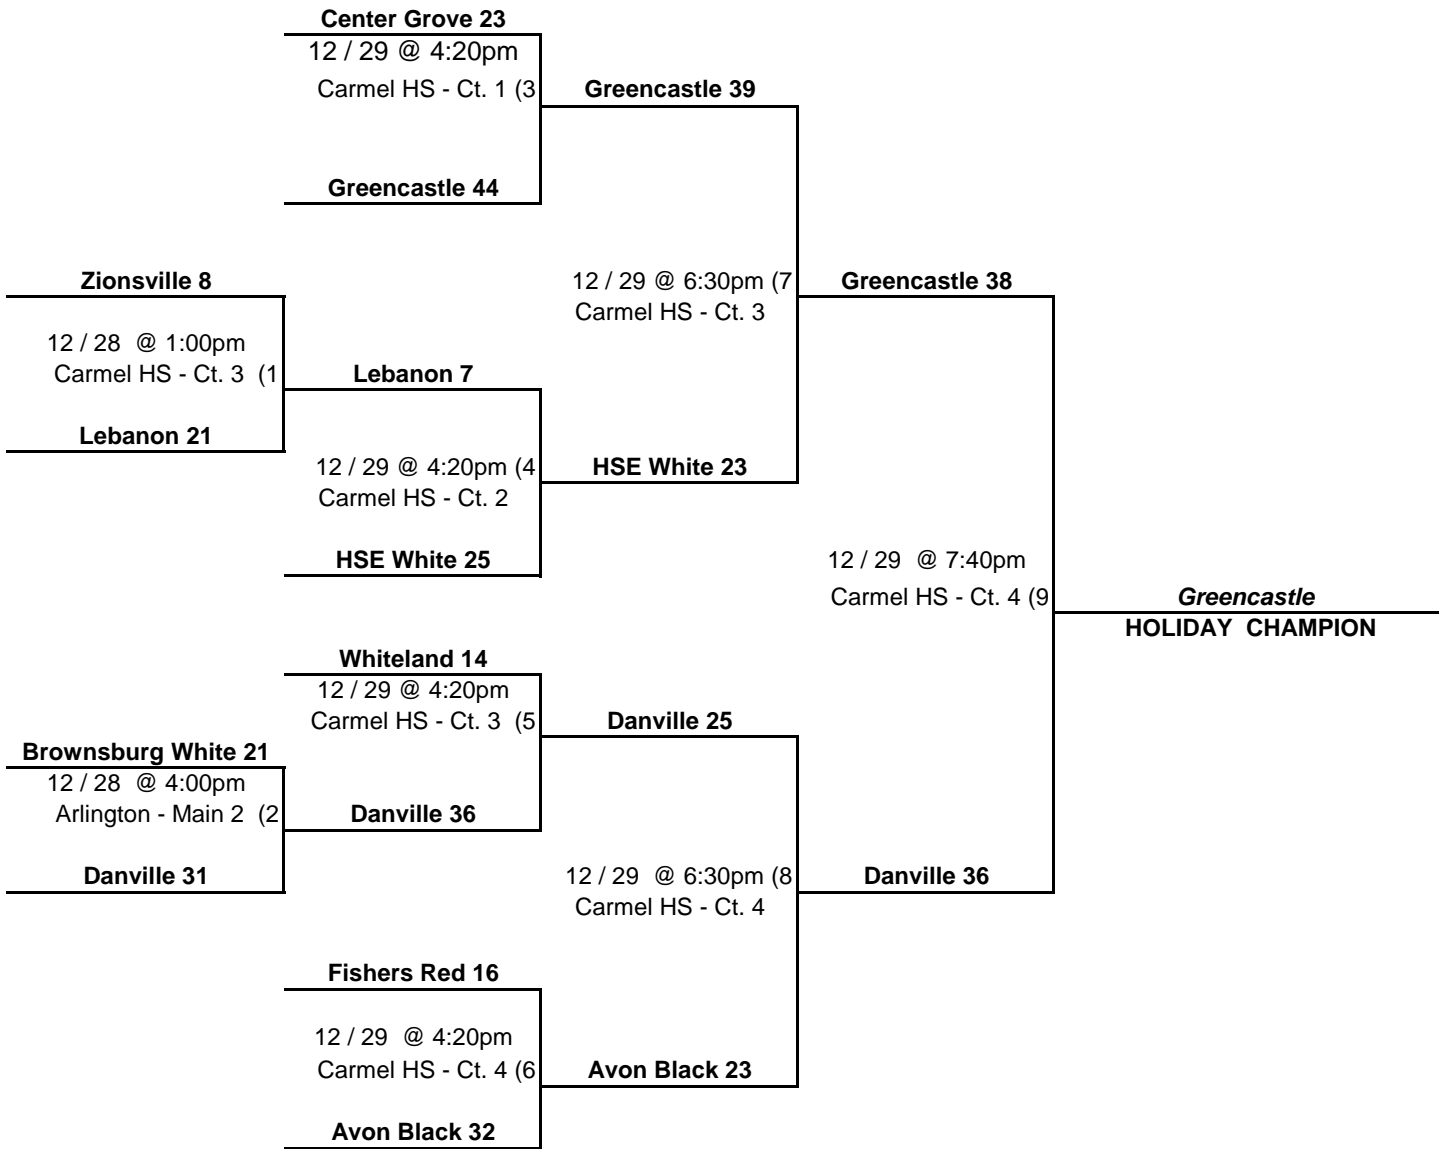 Center Grove 23
12 / 29 @ 4:20pm
Carmel HS - Ct. 1 (3
Greencastle 39
Greencastle 44
Zionsville 8
12 / 29 @ 6:30pm (7
Greencastle 38
Carmel HS - Ct. 3
12 / 28 @ 1:00pm
Carmel HS - Ct. 3 (1
Lebanon 7
Lebanon 21
12 / 29 @ 4:20pm (4
HSE White 23
Carmel HS - Ct. 2
HSE White 25
12 / 29 @ 7:40pm
Carmel HS - Ct. 4 (9
Greencastle
HOLIDAY CHAMPION
Whiteland 14
12 / 29 @ 4:20pm
Carmel HS - Ct. 3 (5
Danville 25
Brownsburg White 21
12 / 28 @ 4:00pm
Arlington - Main 2 (2
Danville 36
Danville 31
12 / 29 @ 6:30pm (8
Danville 36
Carmel HS - Ct. 4
Fishers Red 16
12 / 29 @ 4:20pm
Carmel HS - Ct. 4 (6
Avon Black 23
Avon Black 32